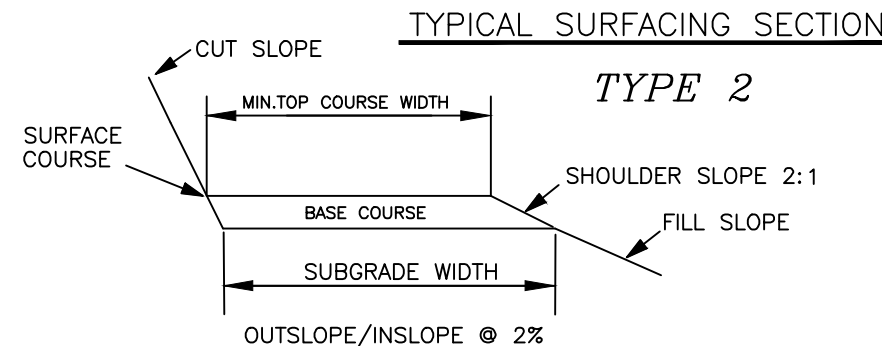 TYPICAL SURFACING SECTION
TYPE 2
CUT SLOPE
MIN.TOP COURSE WIDTH
SURFACE
COURSE
SHOULDER SLOPE 2:1
BASE COURSE
FILL SLOPE
SUBGRADE WIDTH
OUTSLOPE/INSLOPE @ 2%